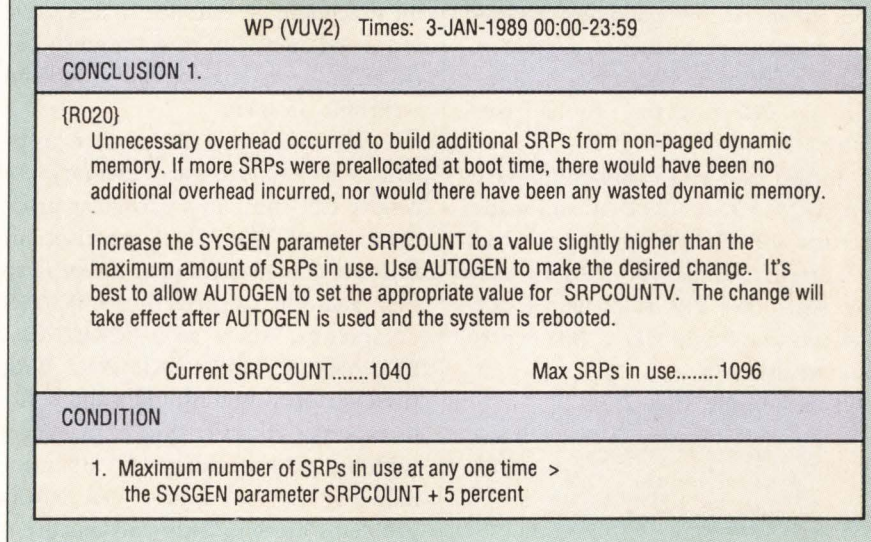 WP (VUV2) Times: 3-JAN-1989 00:00-23:59
CONCLUSION 1.
{R020}
Unnecessary overhead occurred to build additional SRPs from non-paged dynamic
memory. If more SRPs were preallocated at boot time, there would have been no
additional overhead incurred, nor would there have been any wasted dynamic memory.
Increase the SYSGEN parameter SRPCOUNT to a value slightly higher than the
maximum amount of SRPs in use. Use AUTOGEN to make the desired change. It's
best to allow AUTOGEN to set the appropriate value for SRPCOUNTV. The change will
take effect after AUTOGEN is used and the system is rebooted.
Current SRPCOUNT.......1040 Max SRPs in use........1096
CONDITION
1. Maximum number of SRPs in use at any one time >
the SYSGEN parameter SRPCOUNT + 5 percent